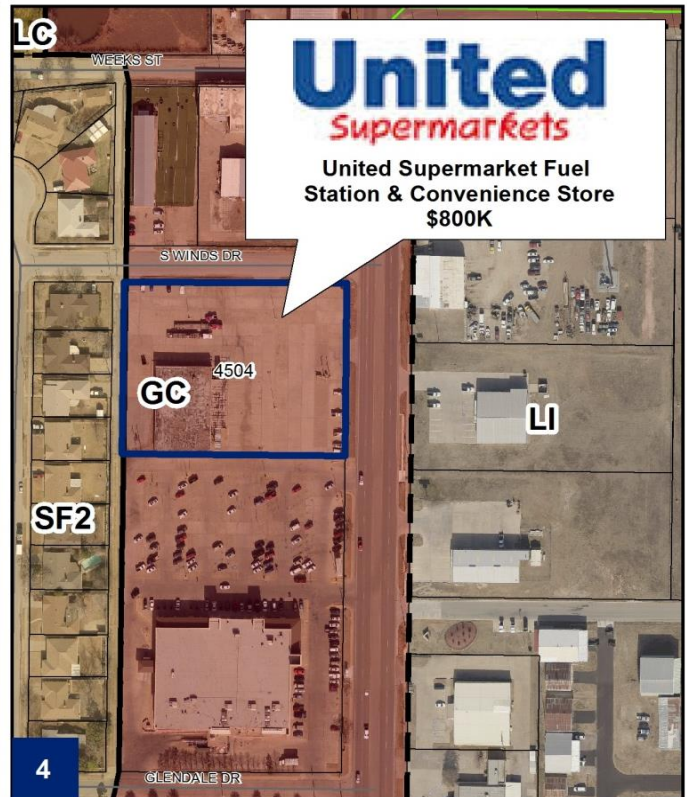 LC
WEEKS ST
United
Supermarkets
United Supermarket Fuel
Station & Convenience Store
$800K
S WINDS DR
4504
GC
LI
SF2
4
GLENDALE DR